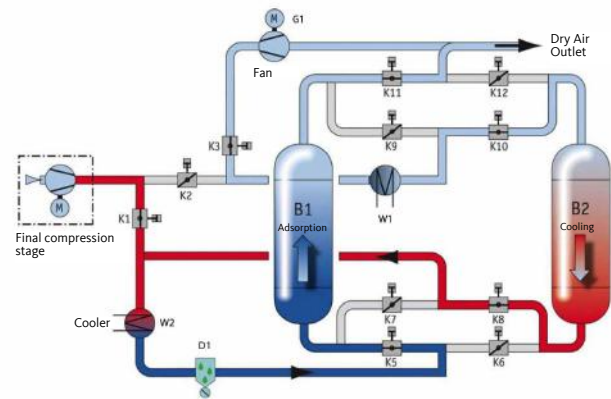 M
G1
Dry Air
Outlet
Fan
K11
K12
K3
K9
K10
K2
B1
Adsorption
B2
Cooling
W1
M
K1
Final compression
stage
K7
K8
Cooler
W2
D1
K5
K6